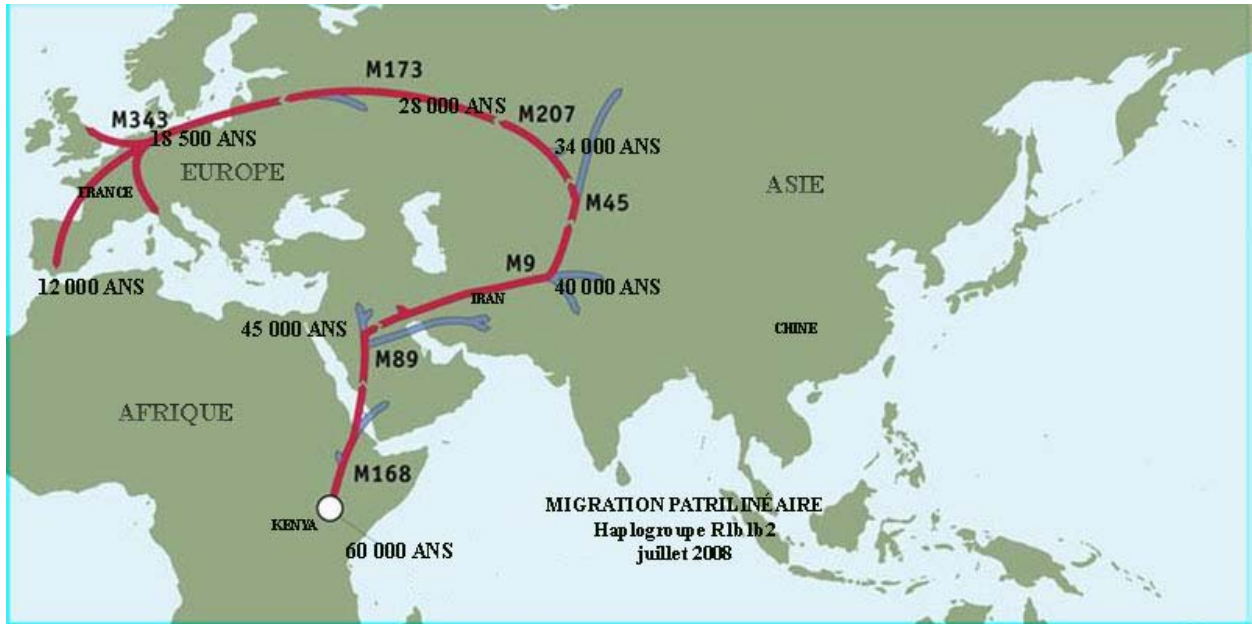 M173
28 000 ANS
M207
M343
18 500 ANS
34 000 ANS
EUROPE
ASIE
FRANCE
M45
M9
12 000 ANS
40 000 ANS
IRAN
45 000 ANS
CHINE
M89
AFRIQUE
M168
KENYA
60 000 ANS
MIGRATION PATRILINÉAIRE
Haplogroupe R1b1b2
juillet 2008